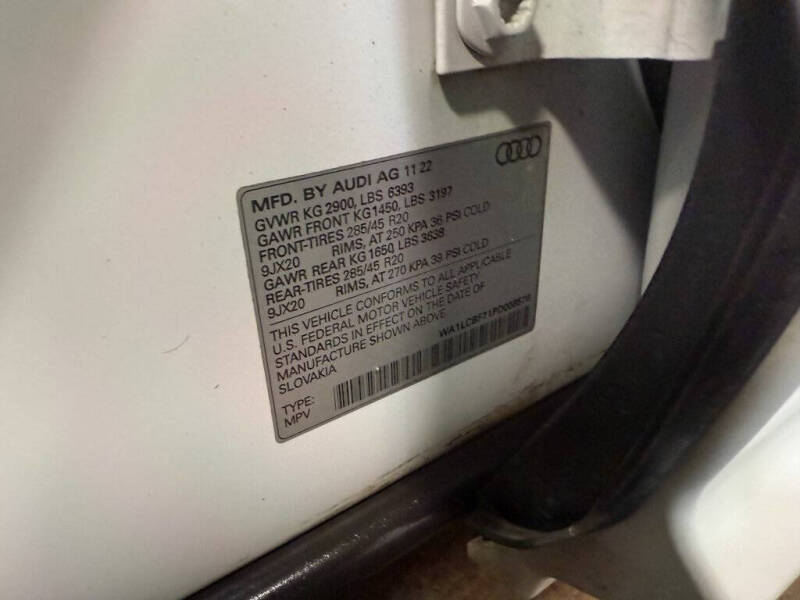 MFD. BY AUDI AG 11 22
GVWR KG 2900, LBS 6393
GAWR FRONT KG1450, LBS 3197
FRONT-TIRES 285/45 R20
9JX20 RIMS, AT 250 KPA 36 PSI COLD
GAWR REAR KG 1650 LBS 3638
REAR-TIRES 285/45 R20
9JX20 RIMS, AT 270 KPA 39 PSI COLD
THIS VEHICLE CONFORMS TO ALL APPLICABLE
U.S. FEDERAL MOTOR VEHICLE SAFETY
STANDARDS IN EFFECT ON THE DATE OF
MANUFACTURE SHOWN ABOVE.
SLOVAKIA
TYPE:
MPV